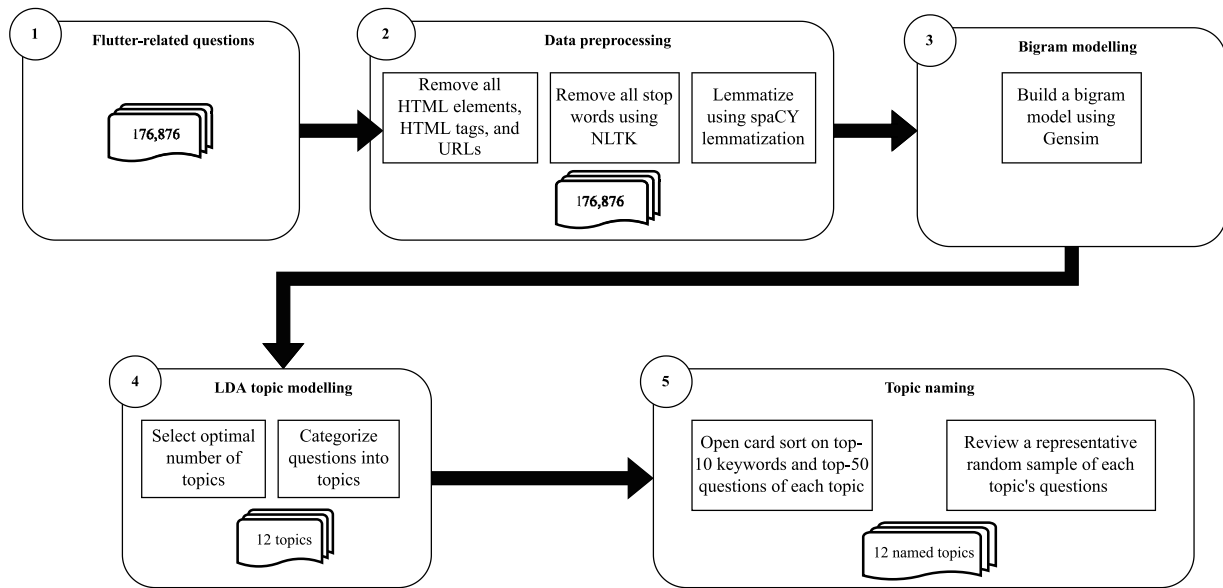 1
Flutter-related questions
176,876
2
Data preprocessing
Remove all
HTML elements,
HTML tags, and
URLs
Remove all stop
words using
NLTK
Lemmatize
using spaCY
lemmatization
176,876
3
Bigram modelling
Build a bigram
model using
Gensim
4
LDA topic modelling
Select optimal
number of
topics
Categorize
questions into
topics
12 topics
5
Topic naming
Open card sort on top-
10 keywords and top-50
questions of each topic
Review a representative
random sample of each
topic's questions
12 named topics